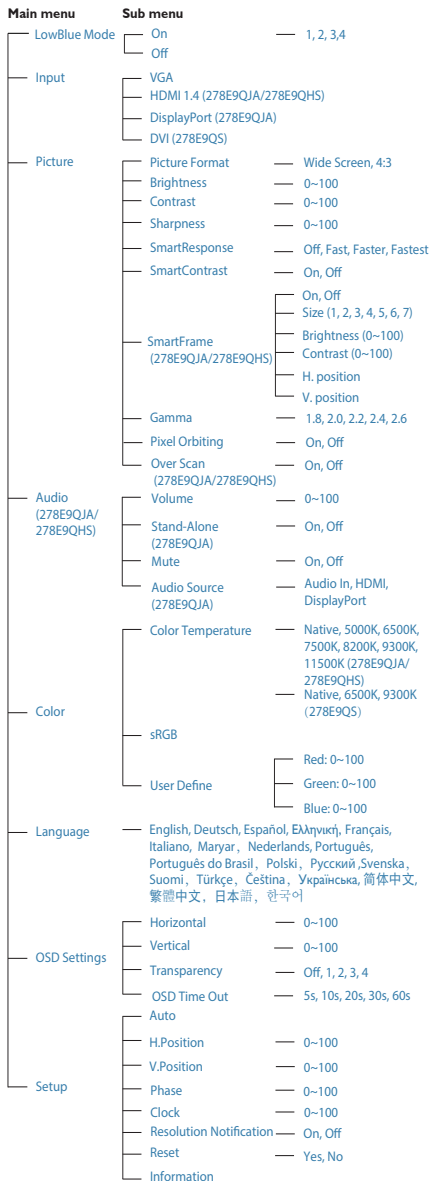 Main menu Sub menu
LowBlue Mode On 1, 2, 3,4
Off
Input VGA
HDMI 1.4 (278E9QJA/278E9QHS)
DisplayPort (278E9QJA)
DVI (278E9QS)
Picture Picture Format Wide Screen, 4:3
Brightness 0~100
Contrast 0~100
Sharpness 0~100
SmartResponse Off, Fast, Faster, Fastest
SmartContrast On, Off
SmartFrame
(278E9QJA/278E9QHS)
On, Off
Size (1, 2, 3, 4, 5, 6, 7)
Brightness (0~100)
Contrast (0~100)
H. position
V. position
Gamma 1.8, 2.0, 2.2, 2.4, 2.6
Pixel Orbiting On, Off
Over Scan On, Off
(278E9QJA/278E9QHS)
Audio
(278E9QJA/
278E9QHS)
Volume 0~100
Stand-Alone On, Off
(278E9QJA)
Mute On, Off
Audio Source
(278E9QJA)
Audio In, HDMI,
DisplayPort
Color
Color Temperature Native, 5000K, 6500K,
7500K, 8200K, 9300K,
11500K (278E9QJA/
278E9QHS)
Native, 6500K, 9300K
(278E9QS)
sRGB
User Define
Red: 0~100
Green: 0~100
Blue: 0~100
Language English, Deutsch, Español, Ελληνική, Français,
Italiano, Maryar, Nederlands, Português,
Português do Brasil, Polski, Русский ,Svenska,
Suomi, Türkçe, Čeština, Українська, 简体中文,
繁體中文, 日本語, 한국어
OSD Settings
Horizontal 0~100
Vertical 0~100
Transparency Off, 1, 2, 3, 4
OSD Time Out 5s, 10s, 20s, 30s, 60s
Setup
Auto
H.Position 0~100
V.Position 0~100
Phase 0~100
Clock 0~100
Resolution Notification On, Off
Reset Yes, No
Information